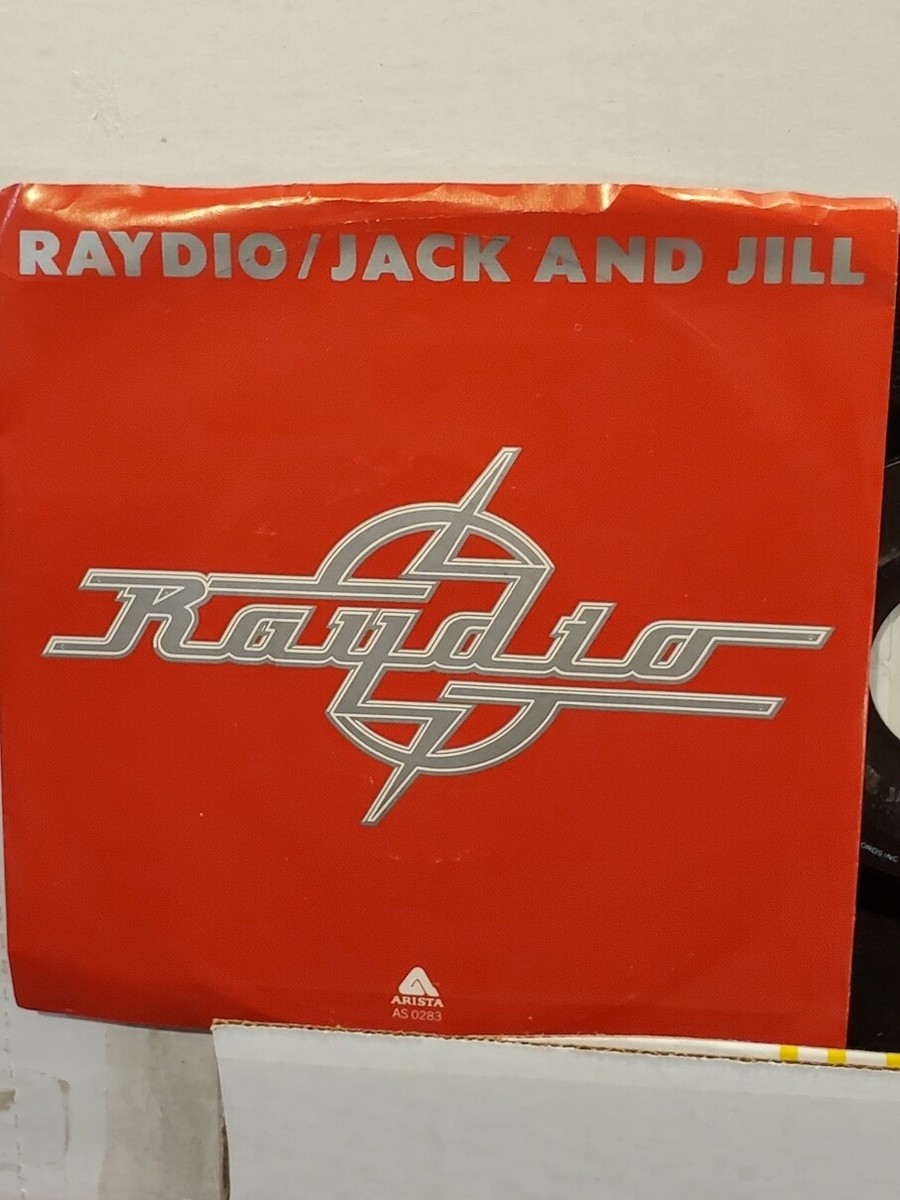 RAYDIO/JACK AND JILL
Raydio
ARISTA
AS 0283